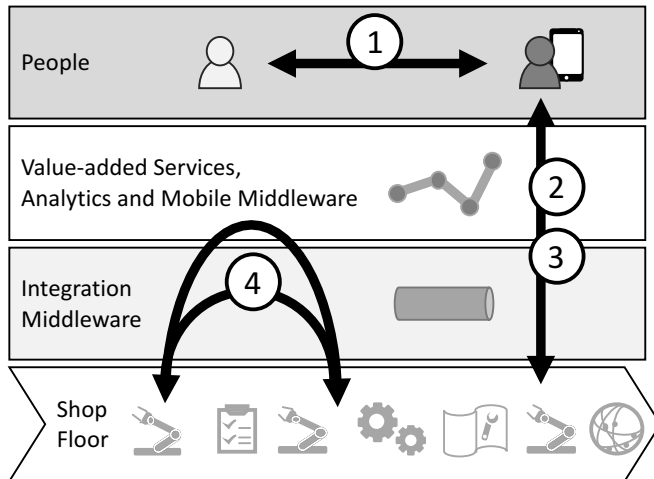 People
1
Value-added Services,
Analytics and Mobile Middleware
2
3
4
Integration
Middleware
Shop
Floor